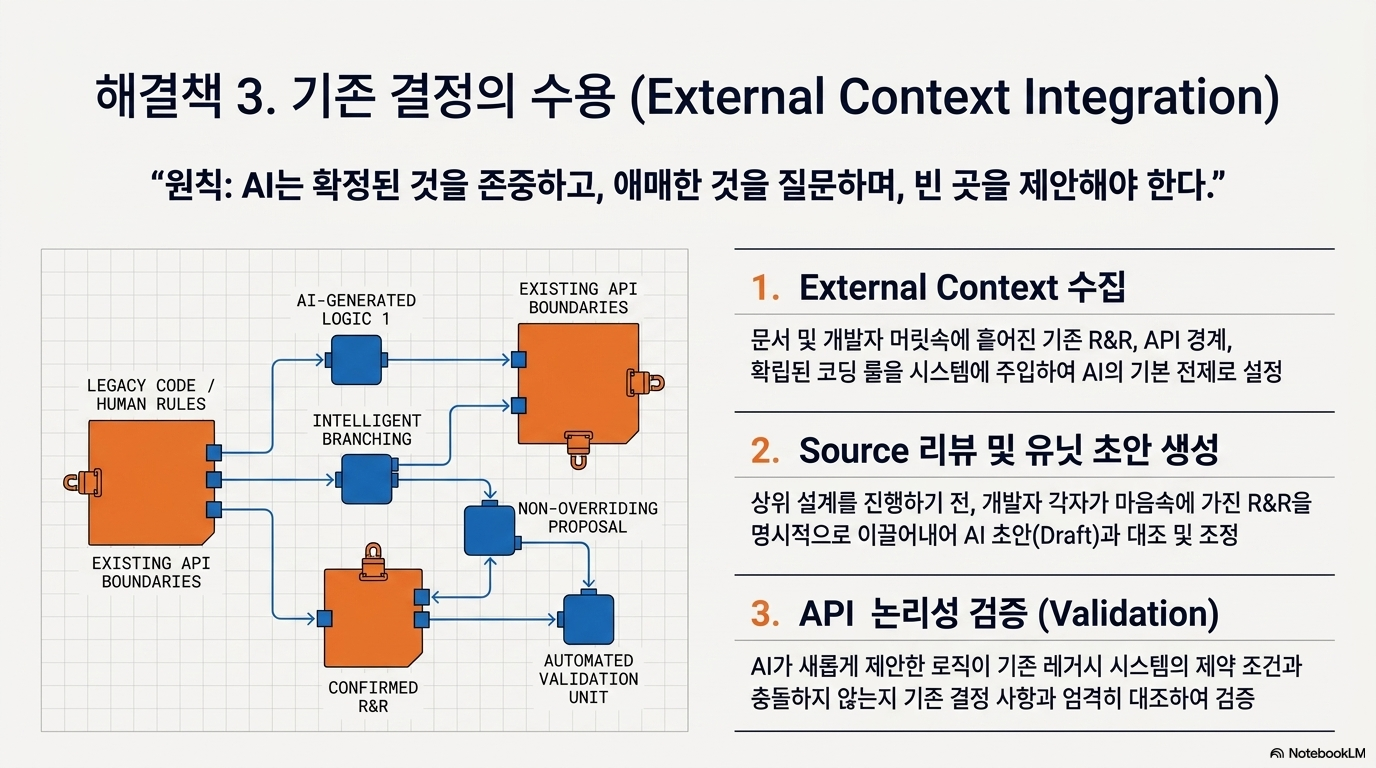 해결책 3. 기존 결정의 수용 (External Context Integration)
“원칙: AI는 확정된 것을 존중하고, 애매한 것을 질문하며, 빈 곳을 제안해야 한다.”
LEGACY CODE /
HUMAN RULES
EXISTING API
BOUNDARIES
AI-GENERATED
LOGIC 1
INTELLIGENT
BRANCHING
EXISTING API
BOUNDARIES
NON-OVERRIDING
PROPOSAL
CONFIRMED
R&R
AUTOMATED
VALIDATION
UNIT
1. External Context 수집
문서 및 개발자 머릿속에 흩어진 기존 R&R, API 경계,
확립된 코딩 룰을 시스템에 주입하여 AI의 기본 전제로 설정
2. Source 리뷰 및 유닛 초안 생성
상위 설계를 진행하기 전, 개발자 각자가 마음속에 가진 R&R을
명시적으로 이끌어내어 AI 초안(Draft)과 대조 및 조정
3. API 논리성 검증 (Validation)
AI가 새롭게 제안한 로직이 기존 레거시 시스템의 제약 조건과
충돌하지 않는지 기존 결정 사항과 엄격히 대조하여 검증
NotebookLM